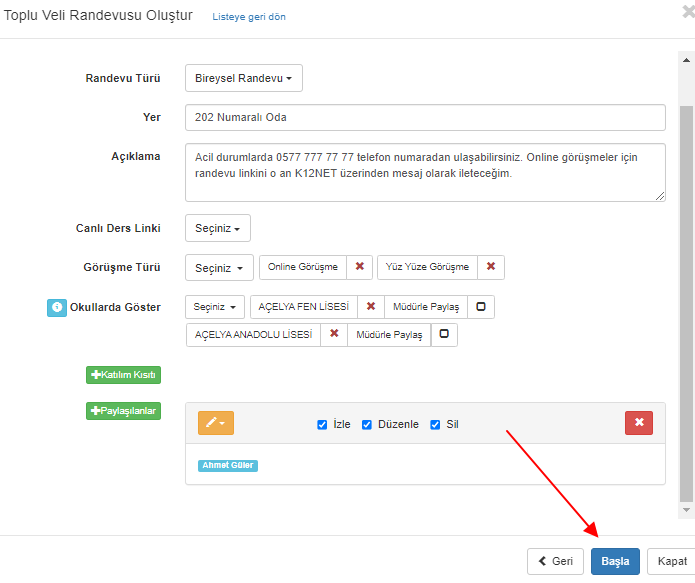 Toplu Veli Randevusu Oluştur Listeye geri dön
Randevu Türü Bireysel Randevu
Yer 202 Numaralı Oda
Açıklama Acil durumlarda 0577 777 77 77 telefon numaradan ulaşabilirsiniz. Online görüşmeler için
randevu linkini o an K12NET üzerinden mesaj olarak ileteceğim.
Canlı Ders Linki Seçiniz
Görüşme Türü Seçiniz Online Görüşme Yüz Yüze Görüşme
Okullarda Göster Seçiniz AÇELYA FEN LİSESİ Müdürle Paylaş
AÇELYA ANADOLU LİSESİ Müdürle Paylaş
Katılım Kısıtı
Paylaşılanlar İzle Düzenle Sil
Ahmet Güler
Geri Başla Kapat